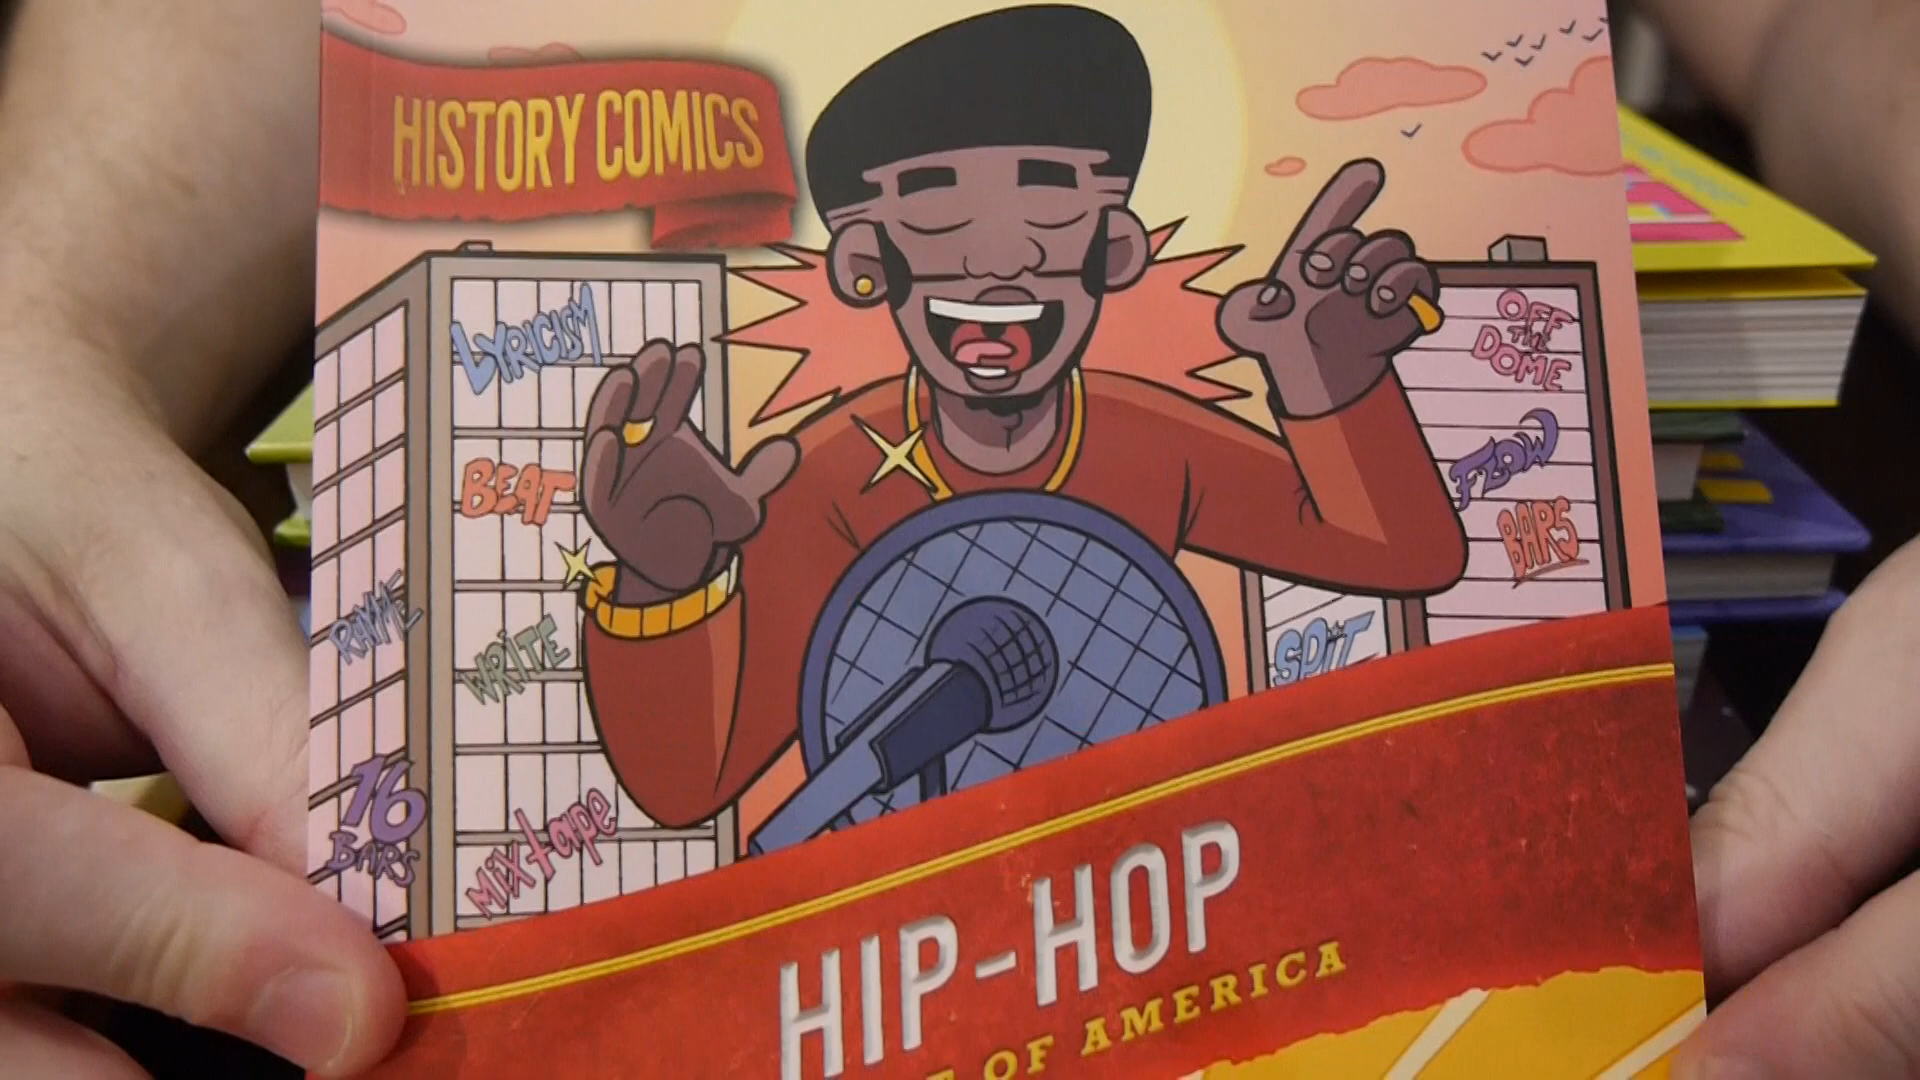 HISTORY COMICS
LYRICISM
BEAT
RHYME
WRITE
16
BARS
MIXtape
OFF
THE
DOME
FLOW
BARS
SPIT
HIP-HOP
OF AMERICA